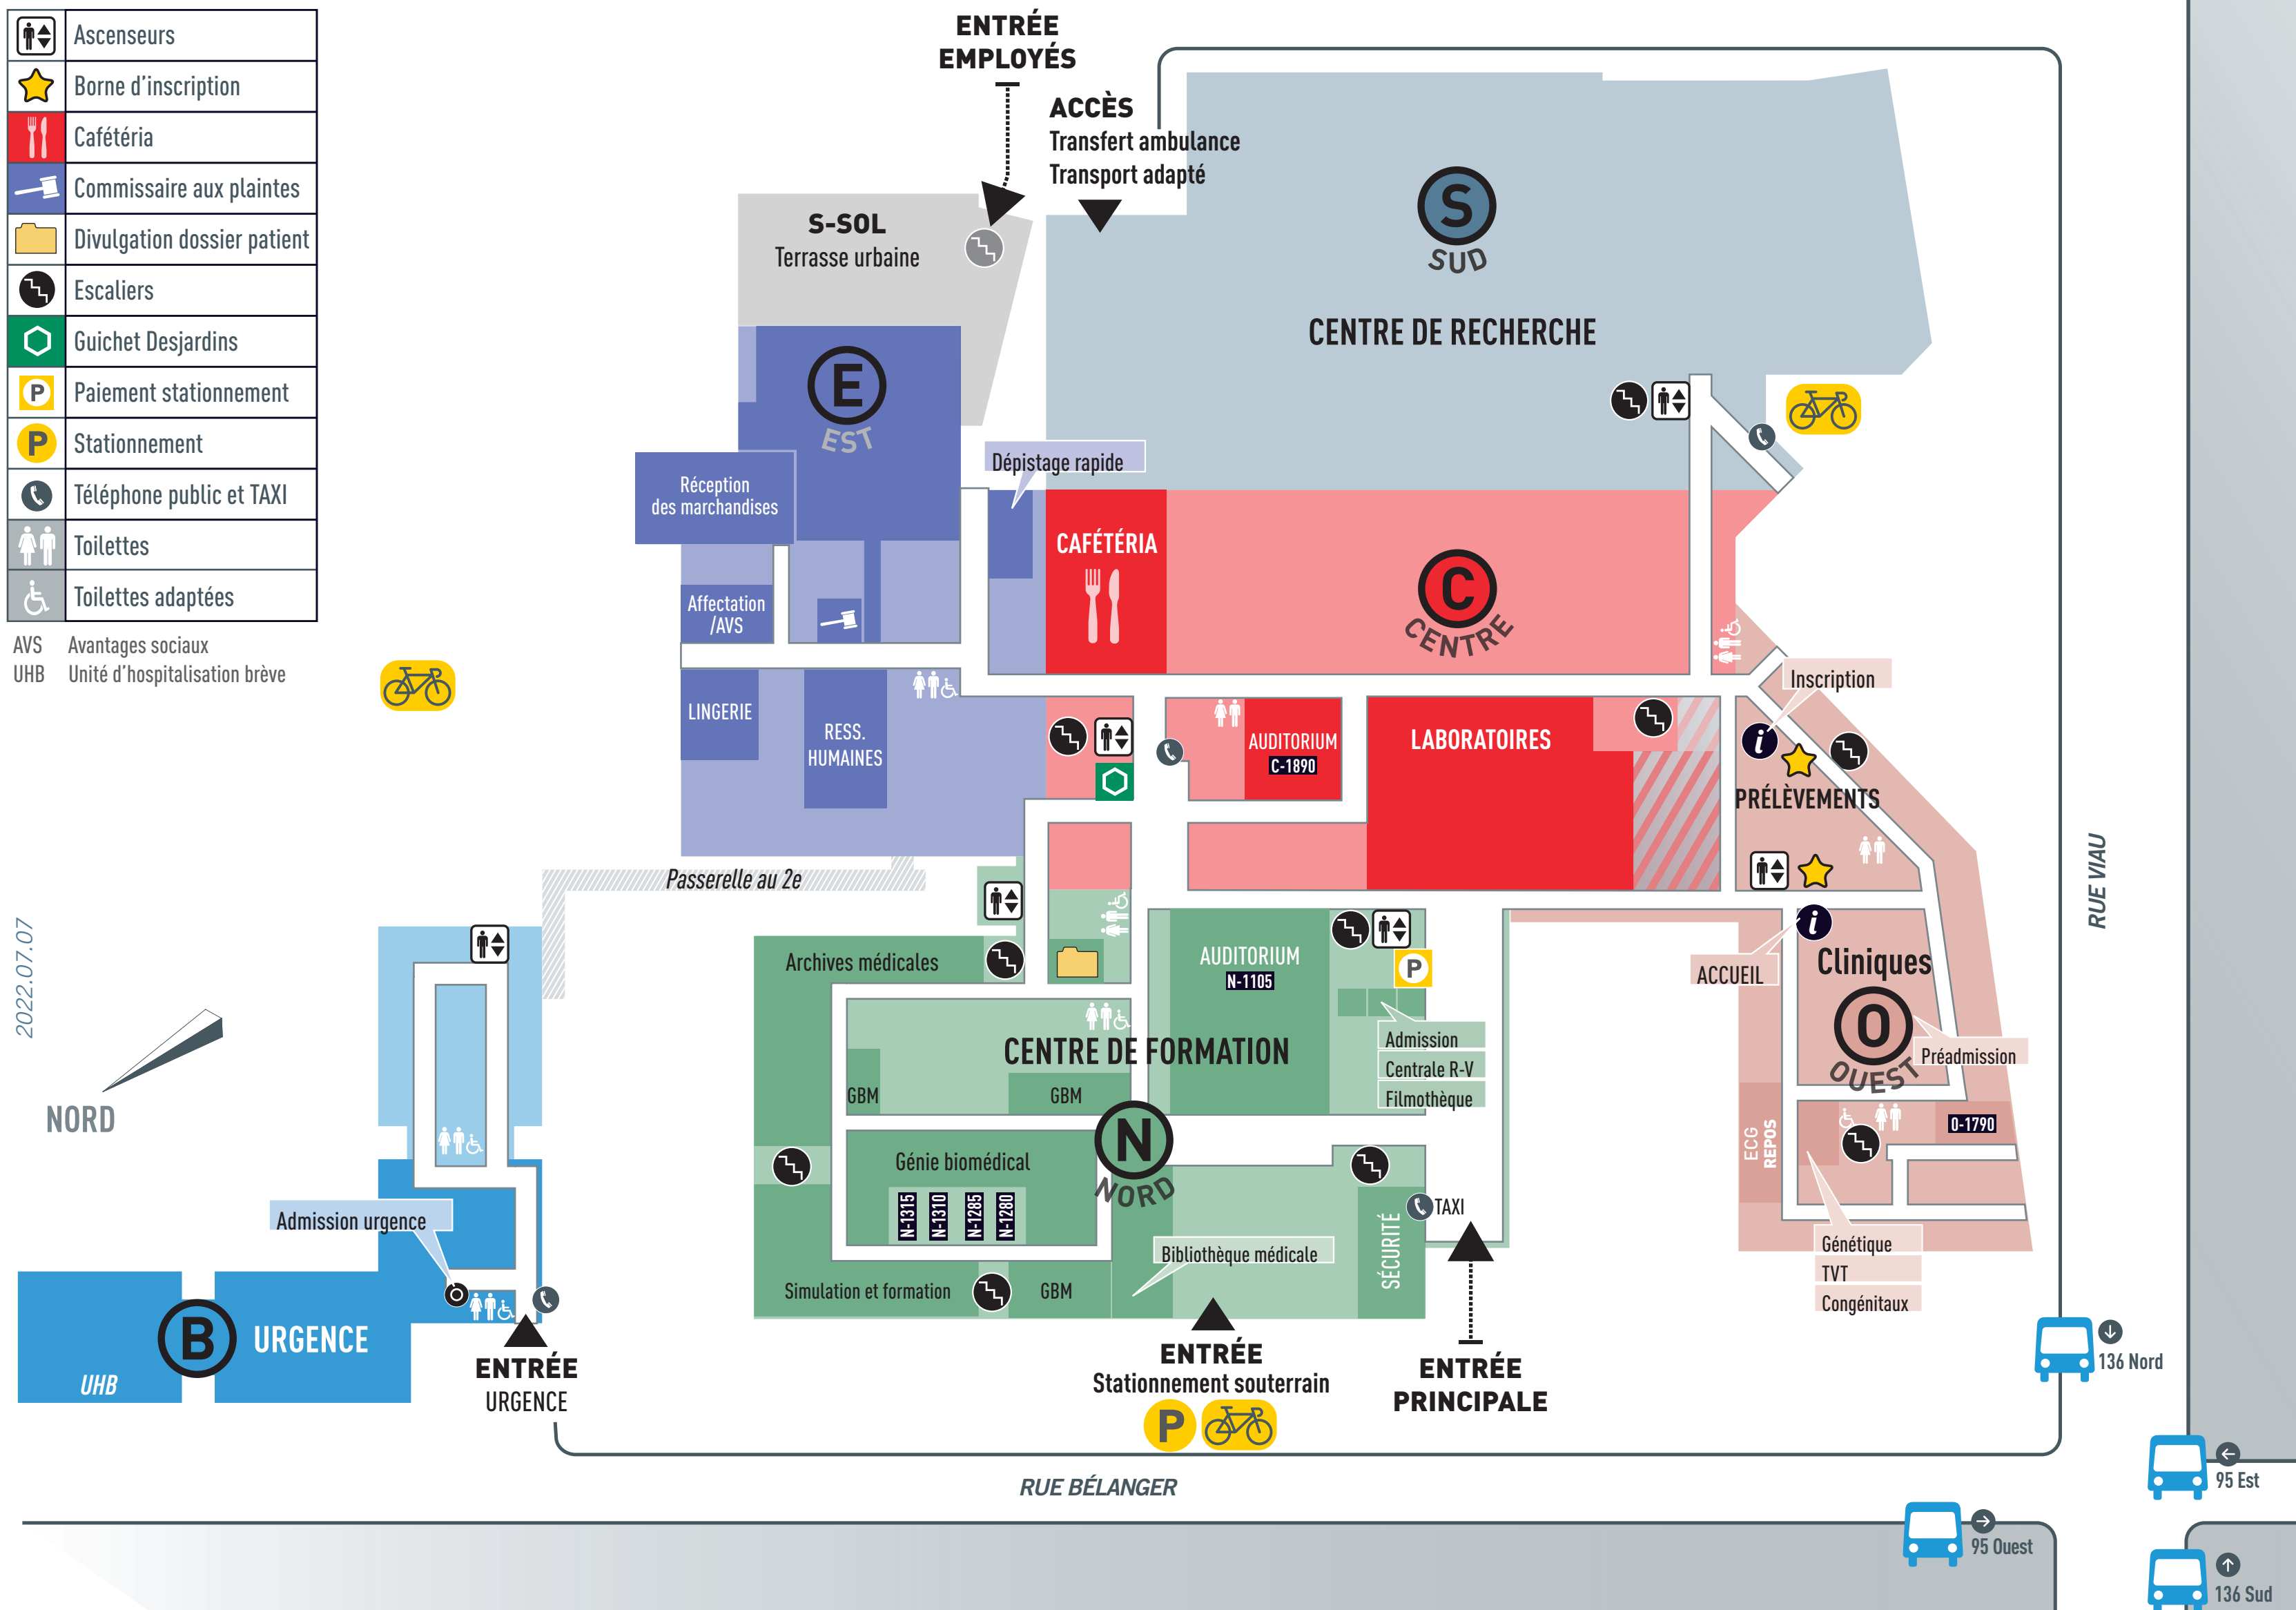 Ascenseurs
Borne d'inscription
Cafétéria
Commissaire aux plaintes
Divulgation dossier patient
Escaliers
Guichet Desjardins
P
Paiement stationnement
P
Stationnement
Téléphone public et TAXI
Toilettes
Toilettes adaptées
AVS Avantages sociaux
UHB Unité d'hospitalisation brève
ENTRÉE
EMPLOYÉS
ACCÈS
Transfert ambulance
Transport adapté
S-SOL
Terrasse urbaine
S
SUD
CENTRE DE RECHERCHE
E
EST
Réception
des marchandises
Dépistage rapide
CAFÉTÉRIA
C
CENTRE
Affectation
/AVS
LINGERIE
RESS.
HUMAINES
AUDITORIUM
C-1890
LABORATOIRES
Inscription
i
PRÉLÈVEMENTS
Passerelle au 2e
RUE VIAU
2022.07.07
NORD
Archives médicales
AUDITORIUM
N-1105
P
CENTRE DE FORMATION
GBM
GBM
Admission
Centrale R-V
Filmothèque
ACCUEIL
i
Cliniques
O
OUEST
Préadmission
ECG
REPOS
O-1790
Génétique
TVT
Congénitaux
N
NORD
Génie biomédical
N-1315
N-1310
N-1285
N-1280
Simulation et formation
GBM
Bibliothèque médicale
SÉCURITÉ
TAXI
Admission urgence
B
URGENCE
UHB
ENTRÉE
URGENCE
ENTRÉE
Stationnement souterrain
P
ENTRÉE
PRINCIPALE
RUE BÉLANGER
136 Nord
95 Est
95 Ouest
136 Sud